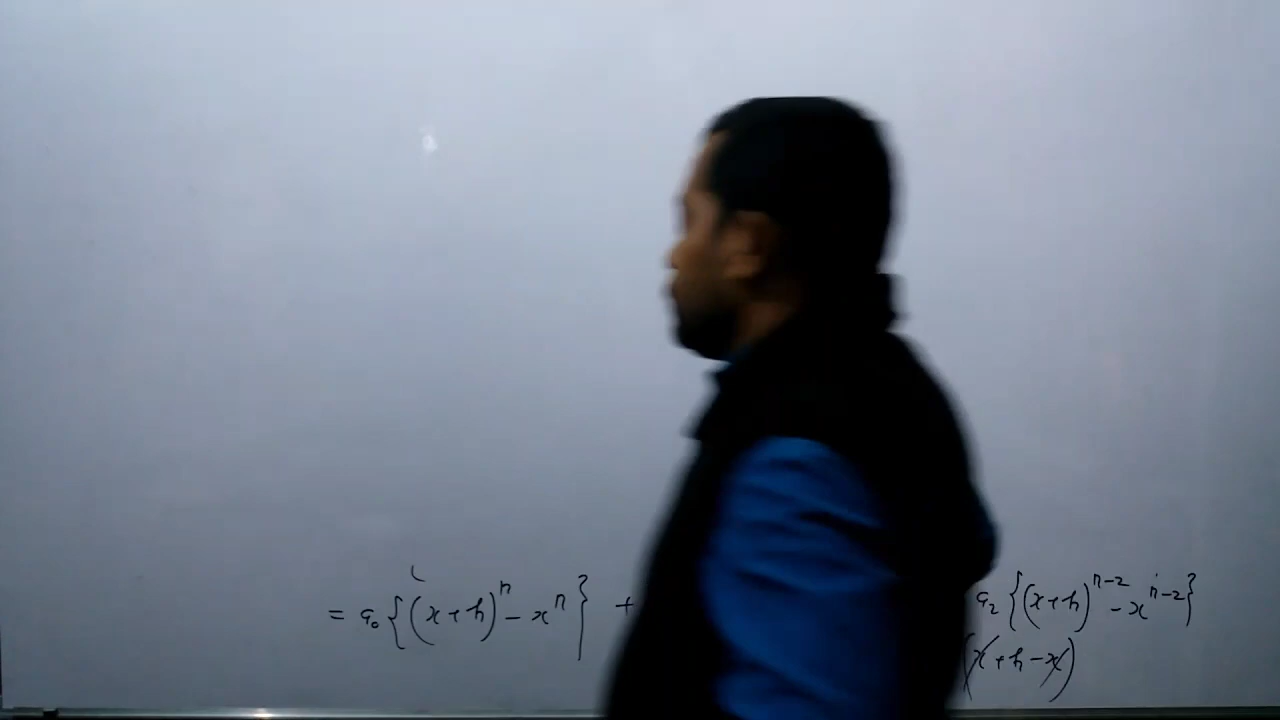 = a₀{(x+h)ⁿ - xⁿ} + a₂{(x+h)ⁿ⁻² - xⁿ⁻²}
(x+h-x)